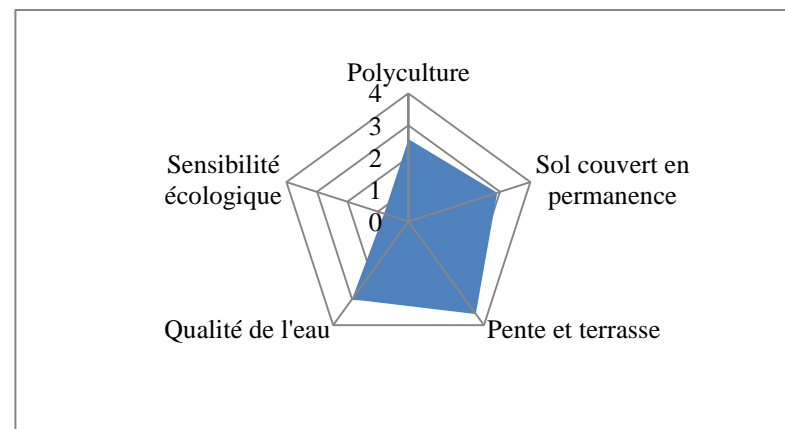 Polyculture
4
3
2
1
0
Sol couvert en
permanence
Pente et terrasse
Qualité de l'eau
Sensibilité
écologique